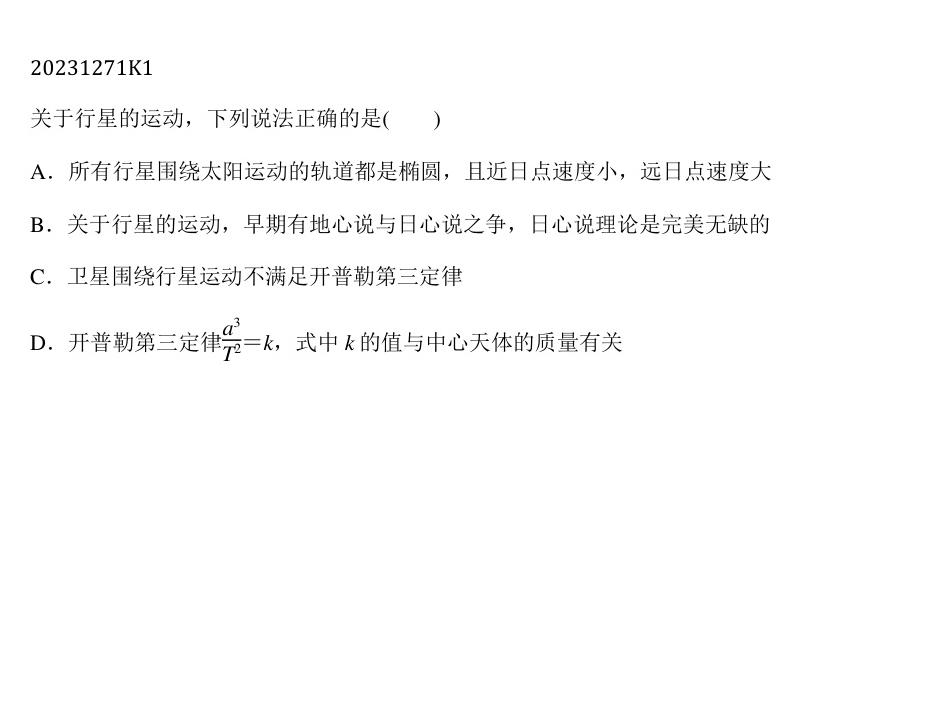 20231271K1
关于行星的运动，下列说法正确的是(　　)
A．所有行星围绕太阳运动的轨道都是椭圆，且近日点速度小，远日点速度大
B．关于行星的运动，早期有地心说与日心说之争，日心说理论是完美无缺的
C．卫星围绕行星运动不满足开普勒第三定律
D．开普勒第三定律a³/T²＝k，式中 k 的值与中心天体的质量有关